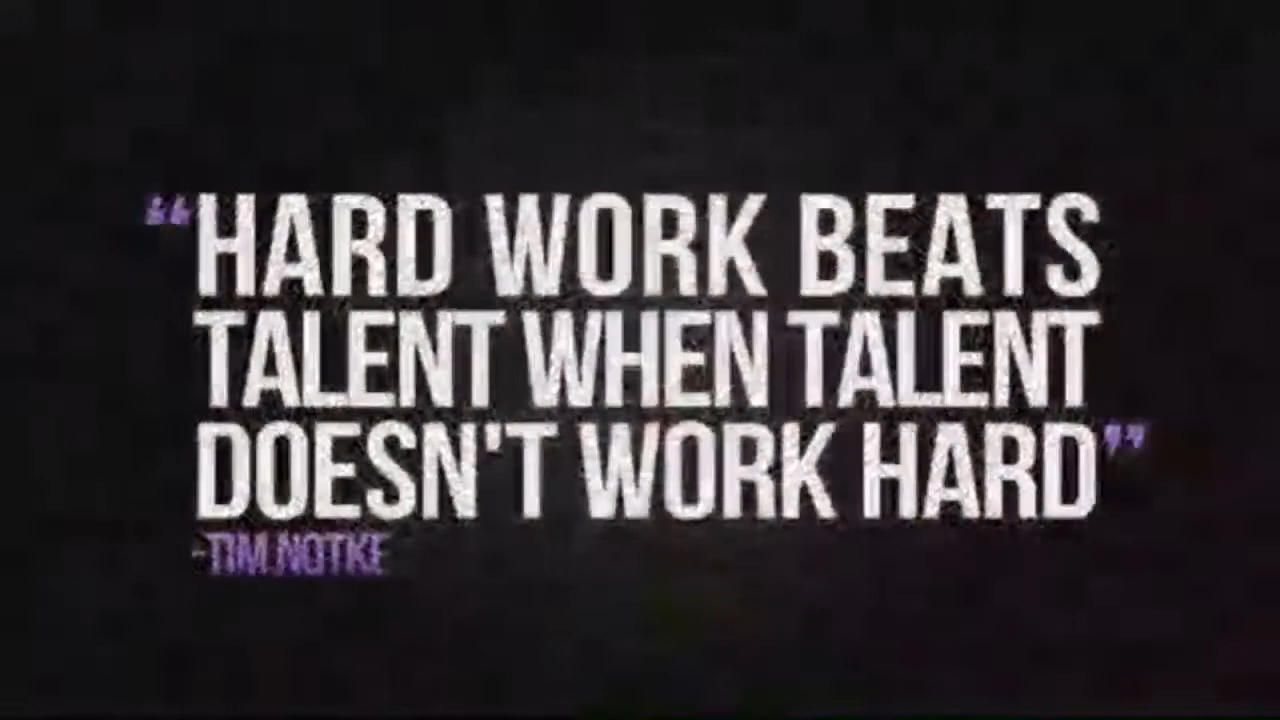 “HARD WORK BEATS
TALENT WHEN TALENT
DOESN'T WORK HARD”
-TIM NOTKE